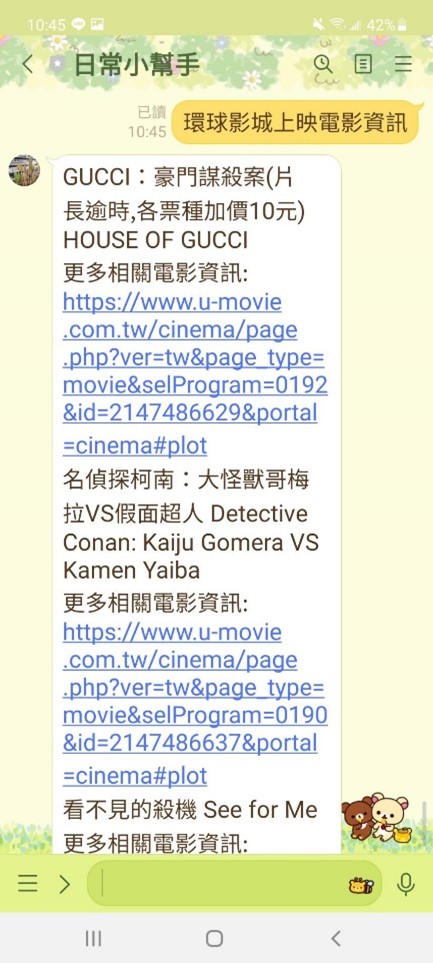 10:45
42%
日常小幫手
已讀
10:45
環球影城上映電影資訊
GUCCI：豪門謀殺案(片
長逾時,各票種加價10元)
HOUSE OF GUCCI
更多相關電影資訊:
https://www.u-movie
.com.tw/cinema/page
.php?ver=tw&page_type=
movie&selProgram=0192
&id=2147486629&portal
=cinema#plot
名偵探柯南：大怪獸哥梅
拉VS假面超人 Detective
Conan: Kaiju Gomera VS
Kamen Yaiba
更多相關電影資訊:
https://www.u-movie
.com.tw/cinema/page
.php?ver=tw&page_type=
movie&selProgram=0190
&id=2147486637&portal
=cinema#plot
看不見的殺機 See for Me
更多相關電影資訊: